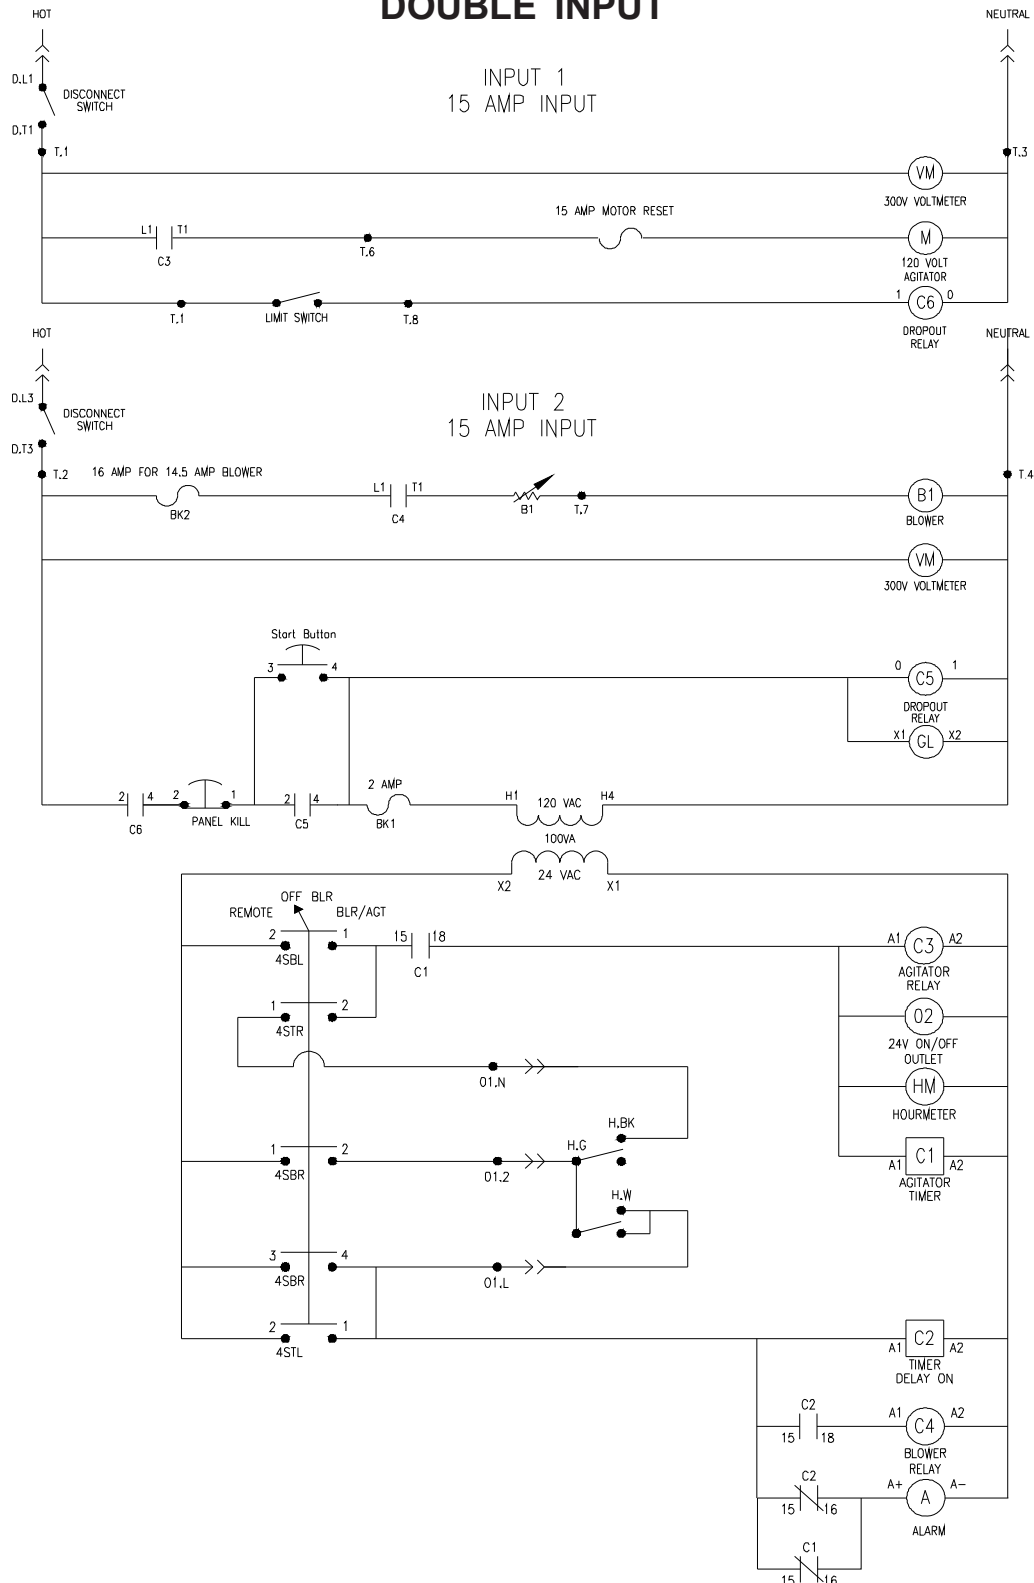 DOUBLE INPUT
HOT
NEUTRAL
D.L1
DISCONNECT
SWITCH
D.T1
T.1
INPUT 1
15 AMP INPUT
T.3
VM
300V VOLTMETER
15 AMP MOTOR RESET
L1 T1
C3
T.6
M
120 VOLT
AGITATOR
T.1
LIMIT SWITCH
T.8
1 C6 0
DROPOUT
RELAY
HOT
NEUTRAL
D.L3
DISCONNECT
SWITCH
D.T3
T.2
INPUT 2
15 AMP INPUT
T.4
16 AMP FOR 14.5 AMP BLOWER
BK2
L1 T1
C4
B1
T.7
B1
BLOWER
VM
300V VOLTMETER
Start Button
3 4
0 C5 1
DROPOUT
RELAY
X1 GL X2
2 4
C6
2 1
PANEL KILL
2 4
C5
2 AMP
BK1
H1 120 VAC H4
100VA
X2 24 VAC X1
OFF BLR
REMOTE BLR/AGT
2 1
4SBL
15 18
C1
A1 C3 A2
AGITATOR
RELAY
1 2
4STR
O2
24V ON/OFF
OUTLET
O1.N
HM
HOURMETER
H.BK
1 2
4SBR
O1.2
H.G
A1 C1 A2
AGITATOR
TIMER
H.W
3 4
4SBR
O1.L
2 1
4STL
A1 C2 A2
TIMER
DELAY ON
C2
15 18
A1 C4 A2
BLOWER
RELAY
C2
15 16
A+ A A-
ALARM
C1
15 16